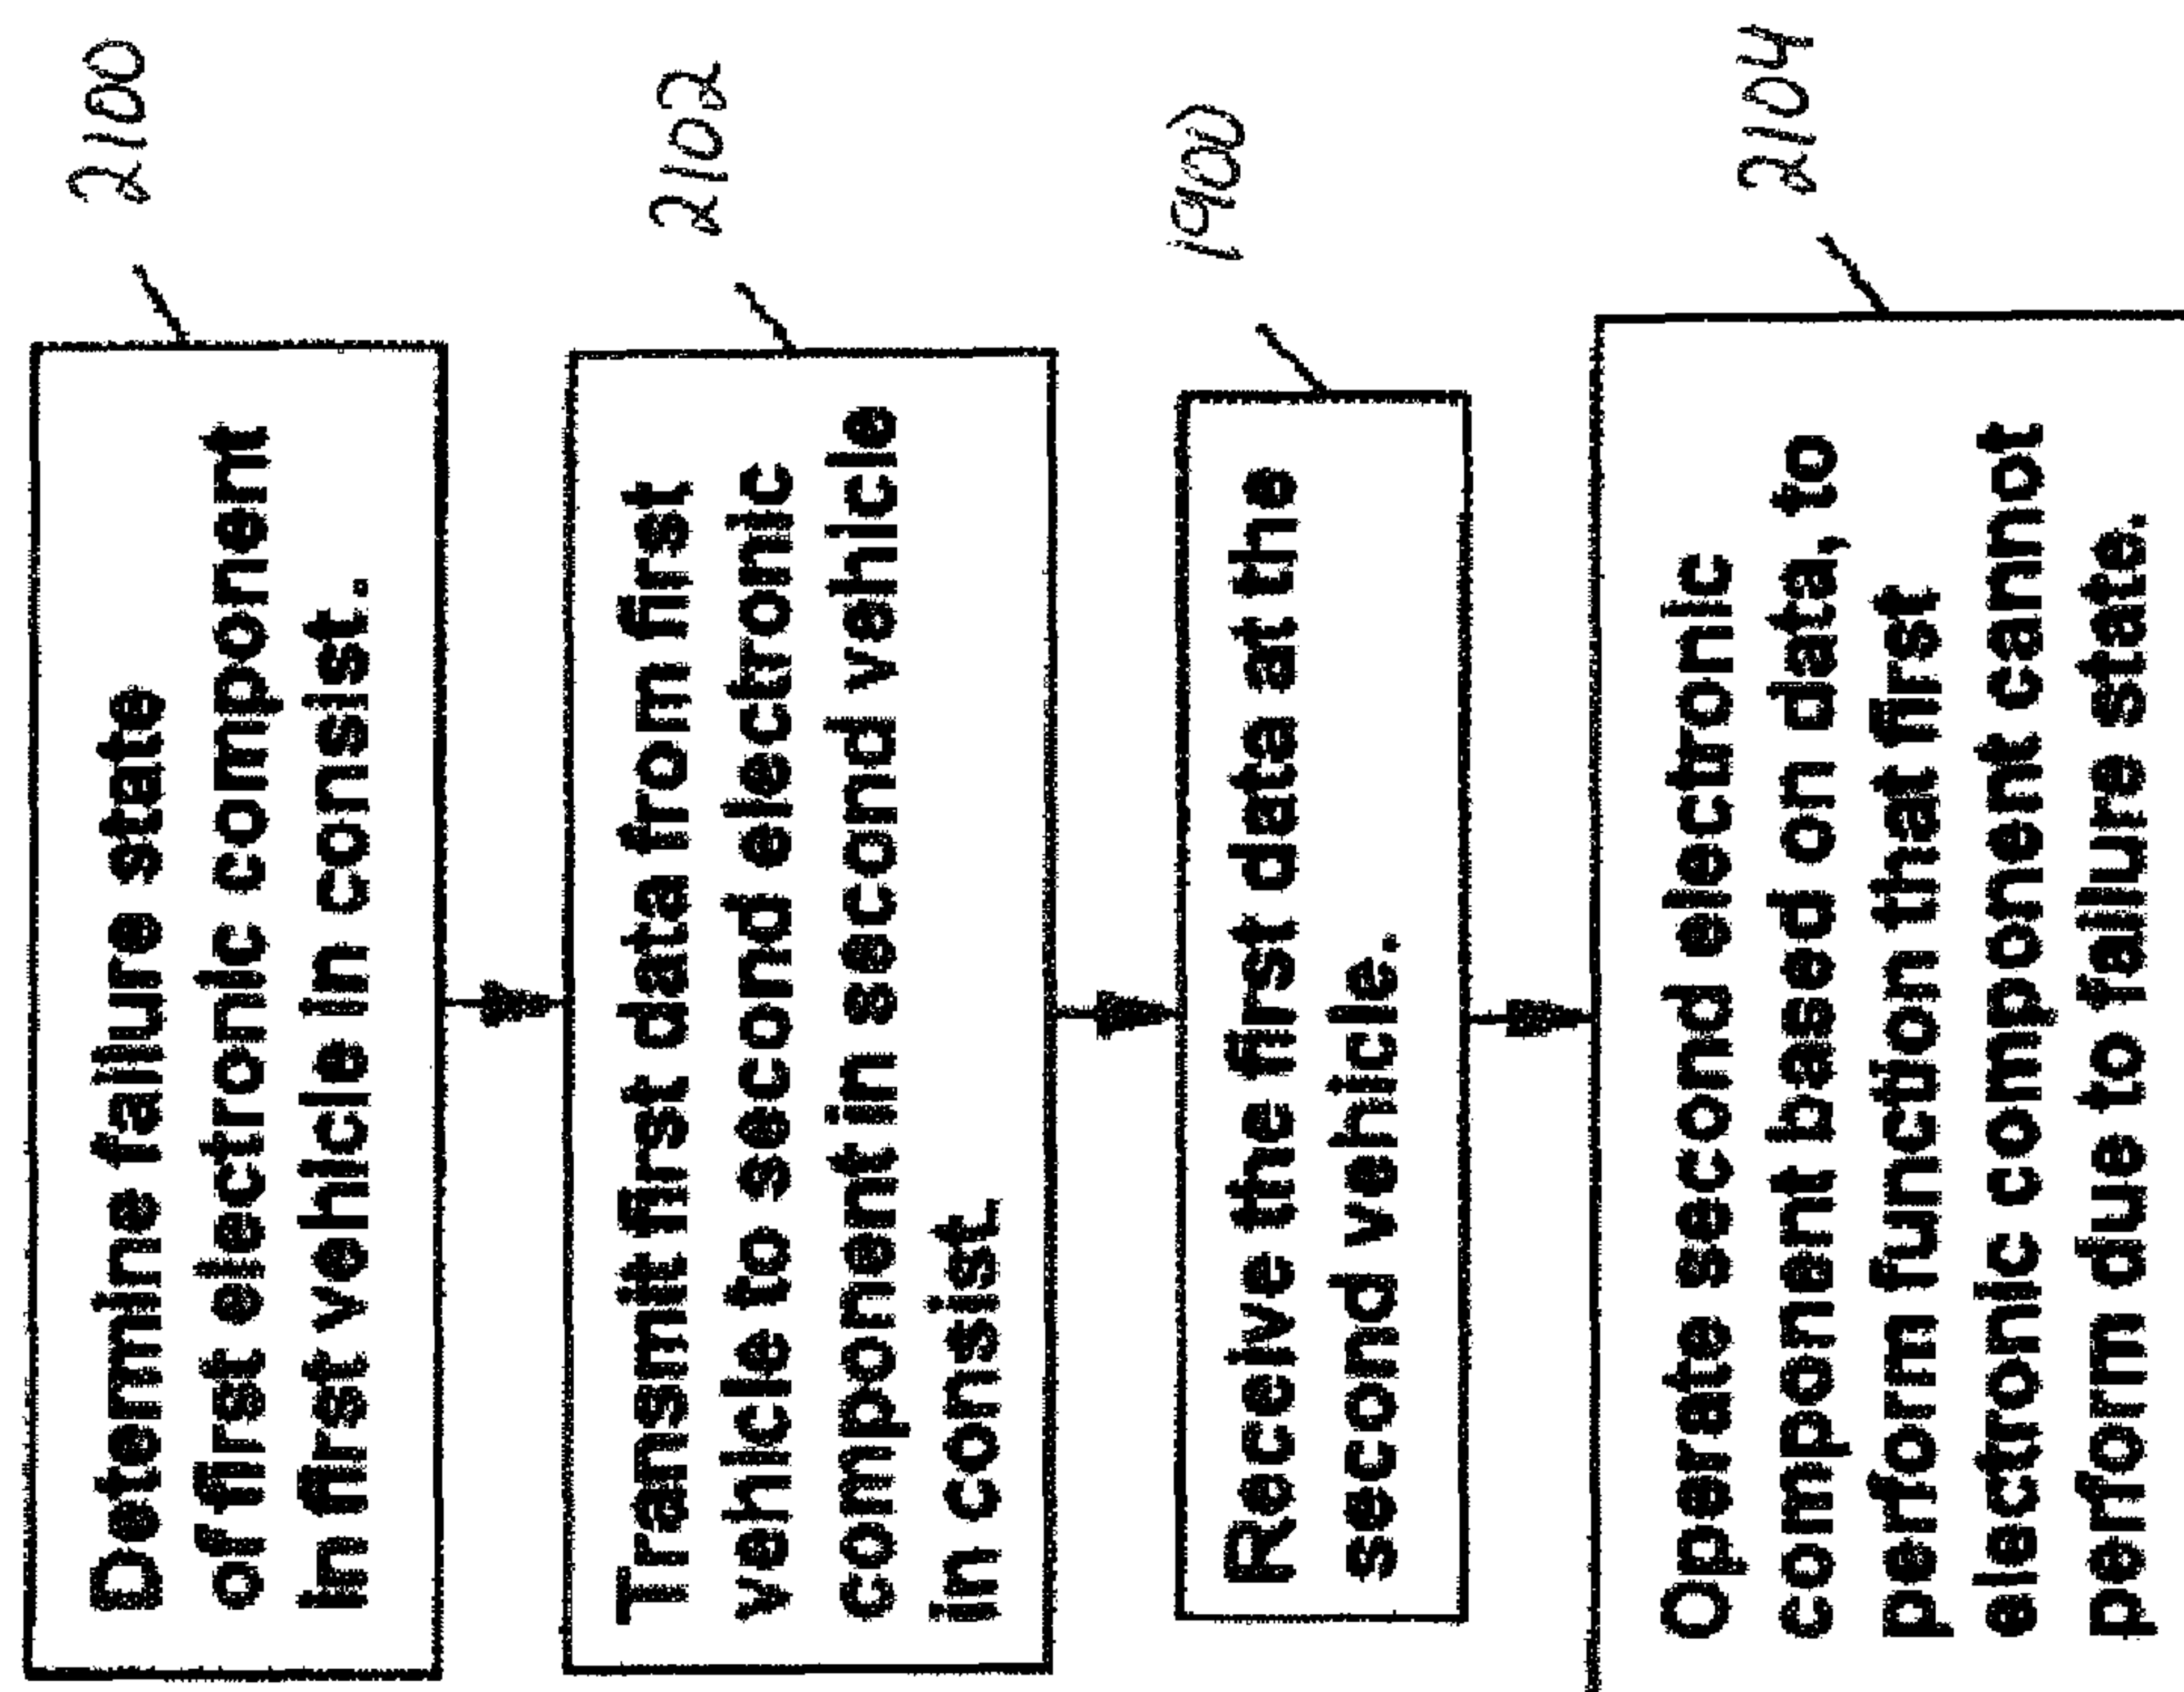 2100
Determine failure state
of first electronic component
in first vehicle in consist.
2102
Transmit first data from first
vehicle to second electronic
component in second vehicle
in consist.
1900
Receive the first data at the
second vehicle.
2104
Operate second electronic
component based on data, to
perform function that first
electronic component cannot
perform due to failure state.